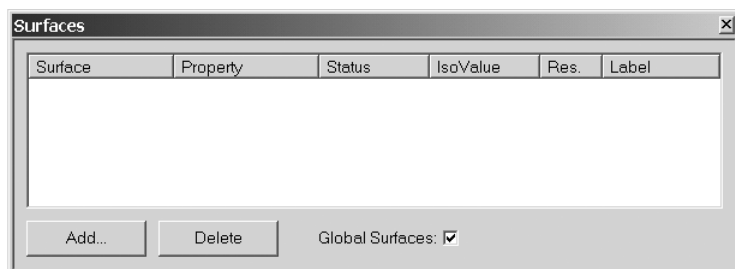 Surfaces
Surface Property Status IsoValue Res. Label
Add... Delete Global Surfaces: